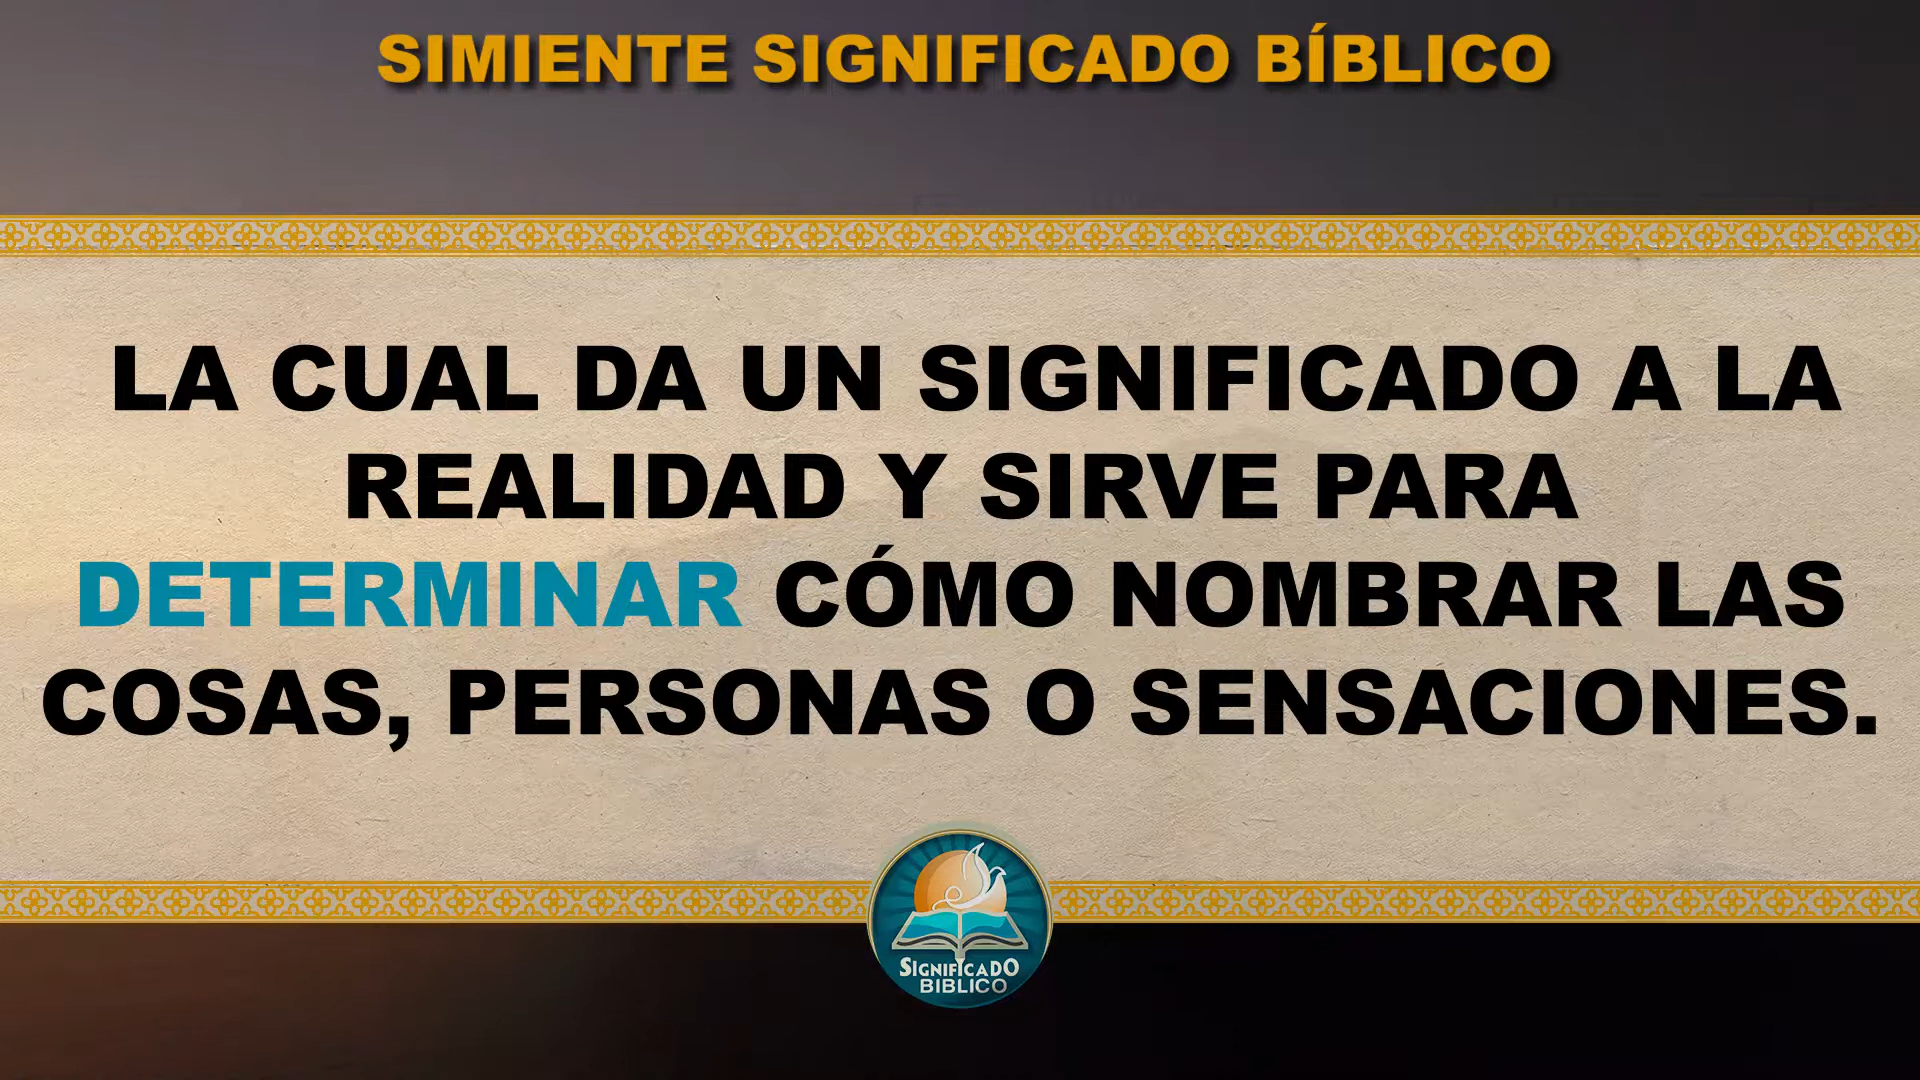 SIMIENTE SIGNIFICADO BÍBLICO
LA CUAL DA UN SIGNIFICADO A LA
REALIDAD Y SIRVE PARA
DETERMINAR CÓMO NOMBRAR LAS
COSAS, PERSONAS O SENSACIONES.
SIGNIFICADO
BIBLICO